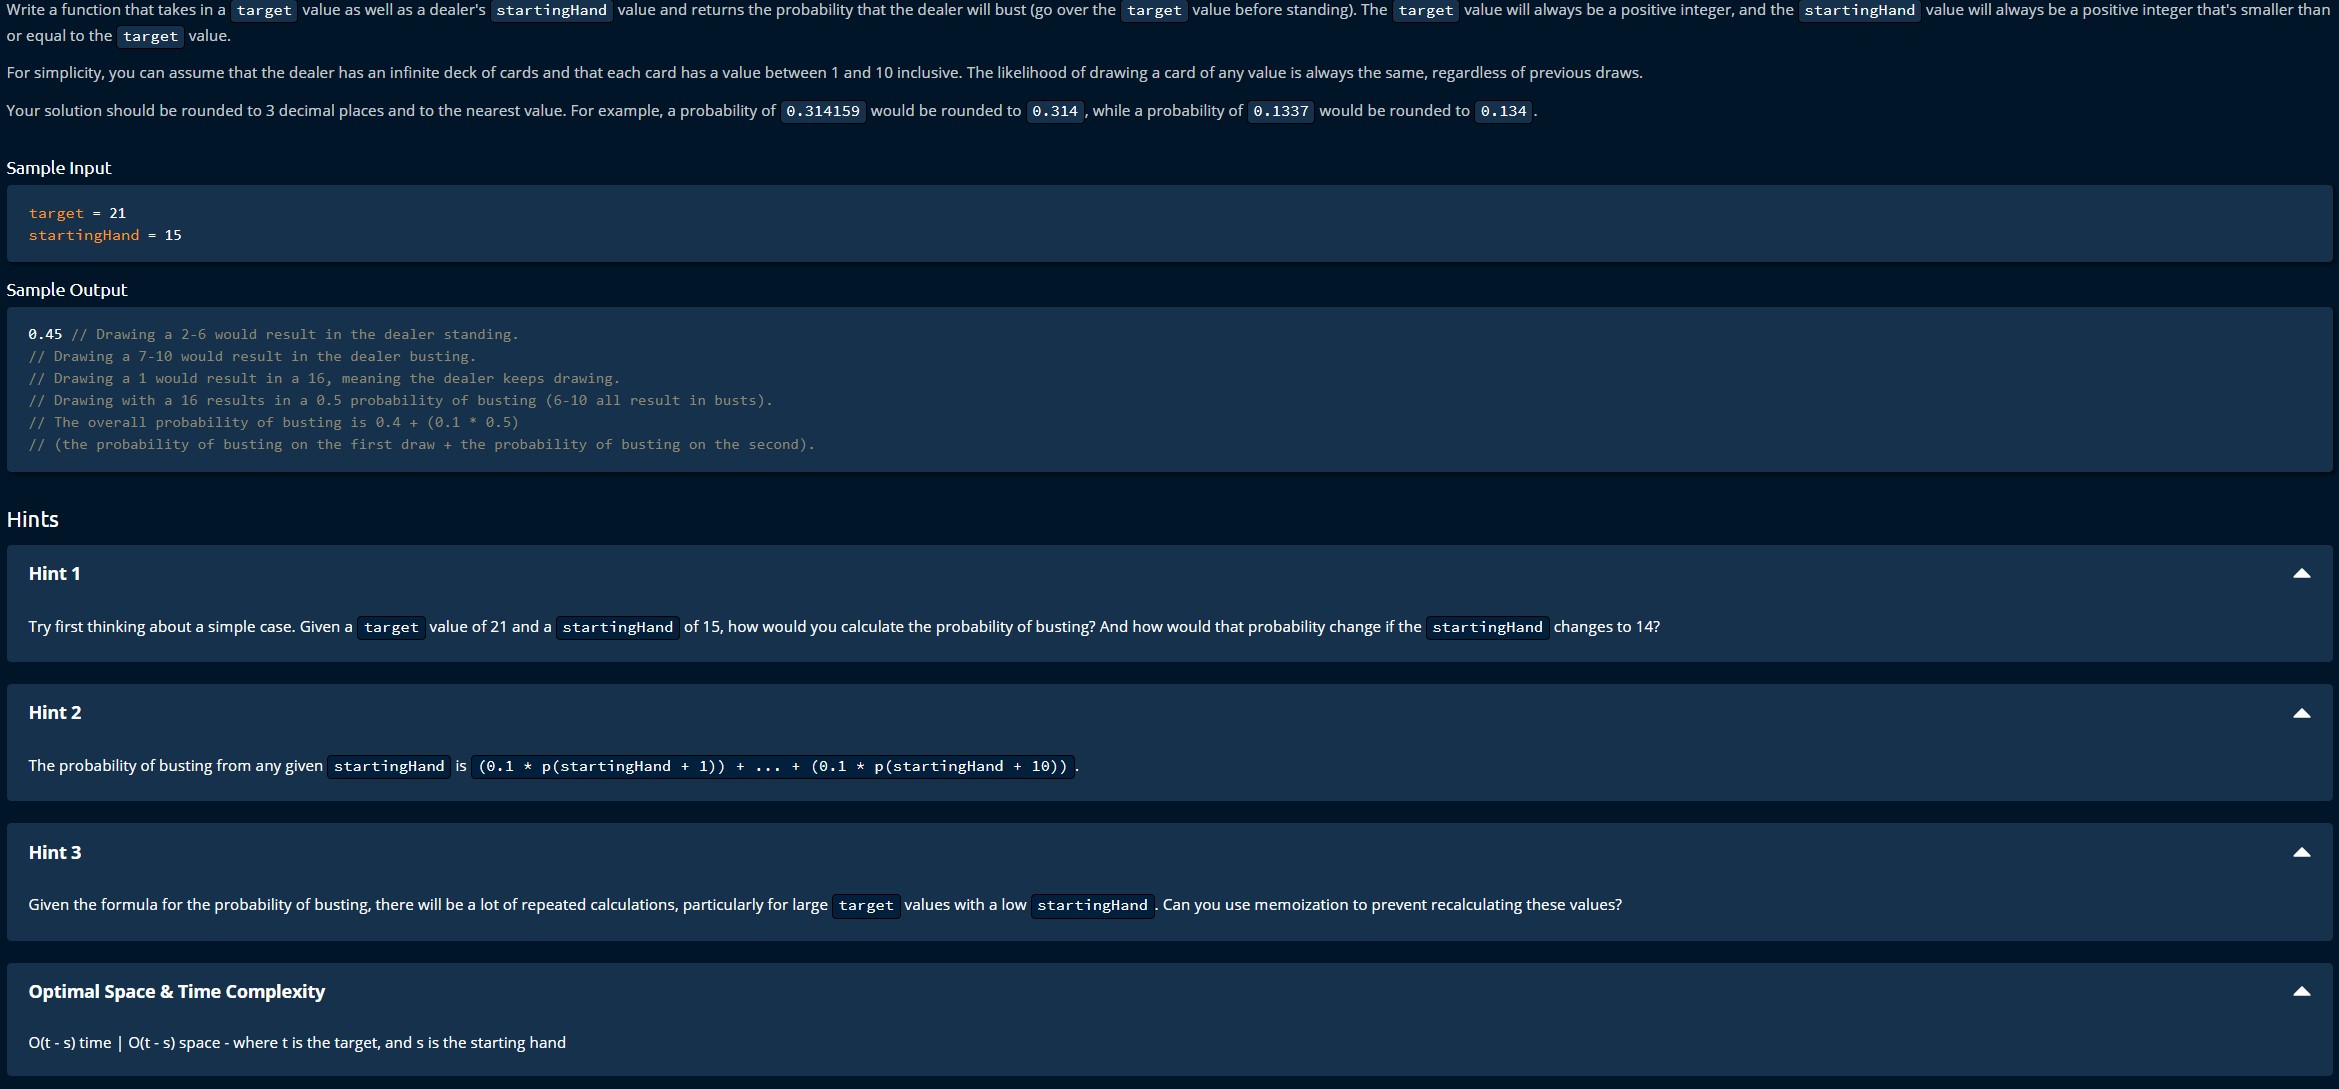 Write a function that takes in a target value as well as a dealer's startingHand value and returns the probability that the dealer will bust (go over the target value before standing). The target value will always be a positive integer, and the startingHand value will always be a positive integer that's smaller than
or equal to the target value.
For simplicity, you can assume that the dealer has an infinite deck of cards and that each card has a value between 1 and 10 inclusive. The likelihood of drawing a card of any value is always the same, regardless of previous draws.
Your solution should be rounded to 3 decimal places and to the nearest value. For example, a probability of 0.314159 would be rounded to 0.314, while a probability of 0.1337 would be rounded to 0.134.
Sample Input
target = 21
startingHand = 15
Sample Output
0.45 // Drawing a 2-6 would result in the dealer standing.
// Drawing a 7-10 would result in the dealer busting.
// Drawing a 1 would result in a 16, meaning the dealer keeps drawing.
// Drawing with a 16 results in a 0.5 probability of busting (6-10 all result in busts).
// The overall probability of busting is 0.4 + (0.1 * 0.5)
// (the probability of busting on the first draw + the probability of busting on the second).
Hints
Hint 1
Try first thinking about a simple case. Given a target value of 21 and a startingHand of 15, how would you calculate the probability of busting? And how would that probability change if the startingHand changes to 14?
Hint 2
The probability of busting from any given startingHand is (0.1 * p(startingHand + 1)) + ... + (0.1 * p(startingHand + 10)).
Hint 3
Given the formula for the probability of busting, there will be a lot of repeated calculations, particularly for large target values with a low startingHand. Can you use memoization to prevent recalculating these values?
Optimal Space & Time Complexity
O(t - s) time | O(t - s) space - where t is the target, and s is the starting hand